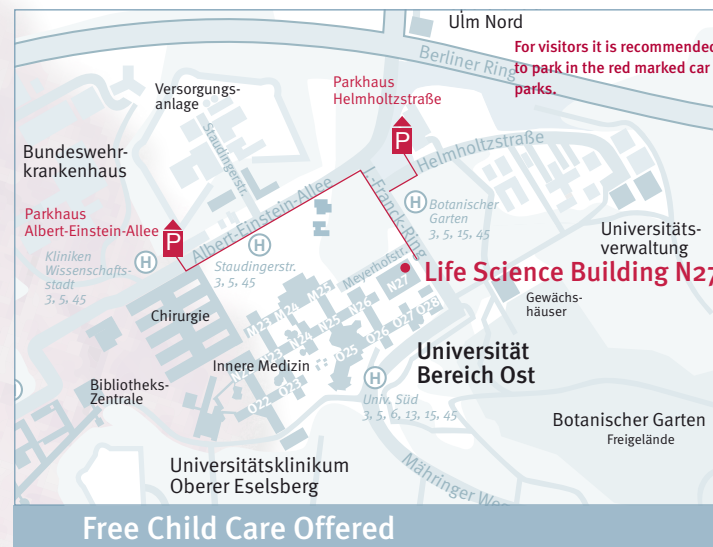 Ulm Nord
Berliner Ring
For visitors it is recommended
to park in the red marked car
parks.
Parkhaus
Helmholtzstraße
P
Versorgungs-
anlage
Staudingerstr.
Helmholtzstraße
Bundeswehr-
krankenhaus
Albert-Einstein-Allee
J.-Franck-Ring
H
Botanischer
Garten
3, 5, 15, 45
Parkhaus
Albert-Einstein-Allee
P
H
Kliniken
Wissenschafts-
stadt
3, 5, 45
H
Staudingerstr.
3, 5, 45
Universitäts-
verwaltung
Meyerhofstr.
Life Science Building N27
Gewächs-
häuser
Chirurgie
M23
M24
M25
N24
N25
N26
N27
O22
O23
O25
O26
O27
O28
Innere Medizin
Universität
Bereich Ost
Bibliotheks-
Zentrale
H
Univ. Süd
3, 5, 6, 13, 15, 45
Botanischer Garten
Freigelände
Universitätsklinikum
Oberer Eselsberg
Mähringer
Free Child Care Offered